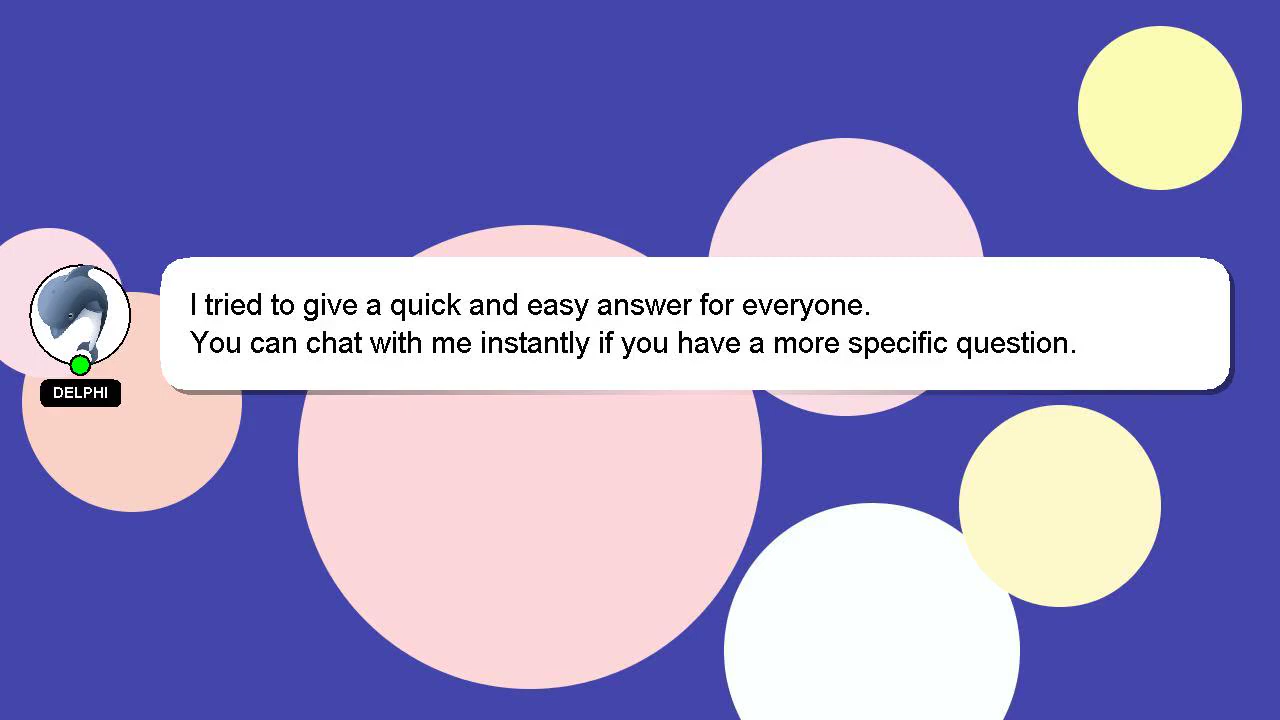 I tried to give a quick and easy answer for everyone.
You can chat with me instantly if you have a more specific question.
DELPHI